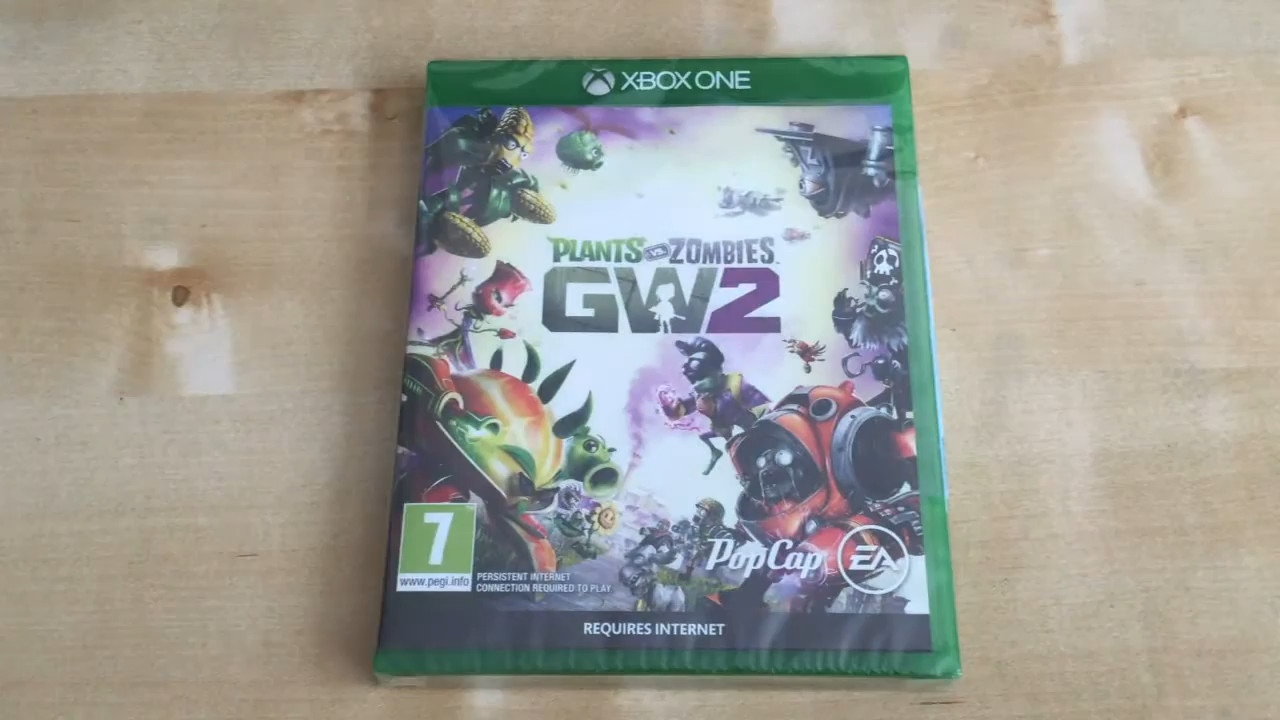 XBOX ONE
PLANTS VS ZOMBIES
GW2
PopCap EA
7
www.pegi.info
PERSISTENT INTERNET
CONNECTION REQUIRED TO PLAY
REQUIRES INTERNET